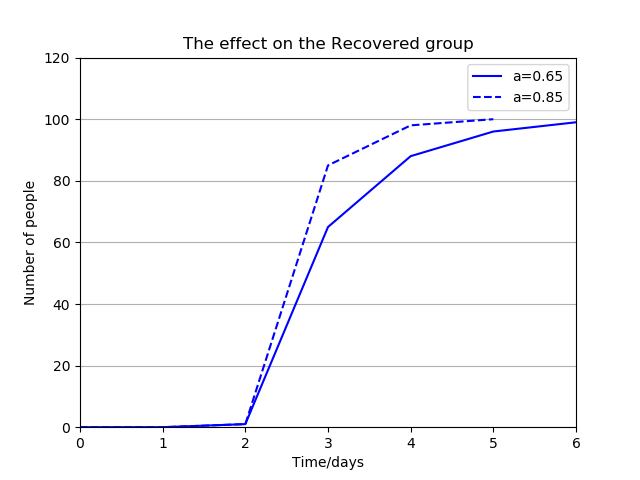 The effect on the Recovered group
a=0.65
a=0.85
120
100
80
60
40
20
0
Number of people
0 1 2 3 4 5 6
Time/days